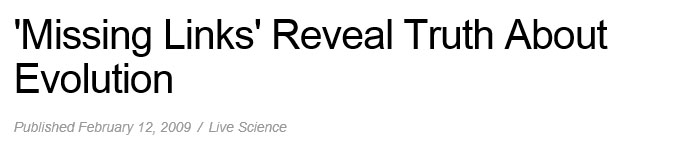 'Missing Links' Reveal Truth About
Evolution
Published February 12, 2009 / Live Science